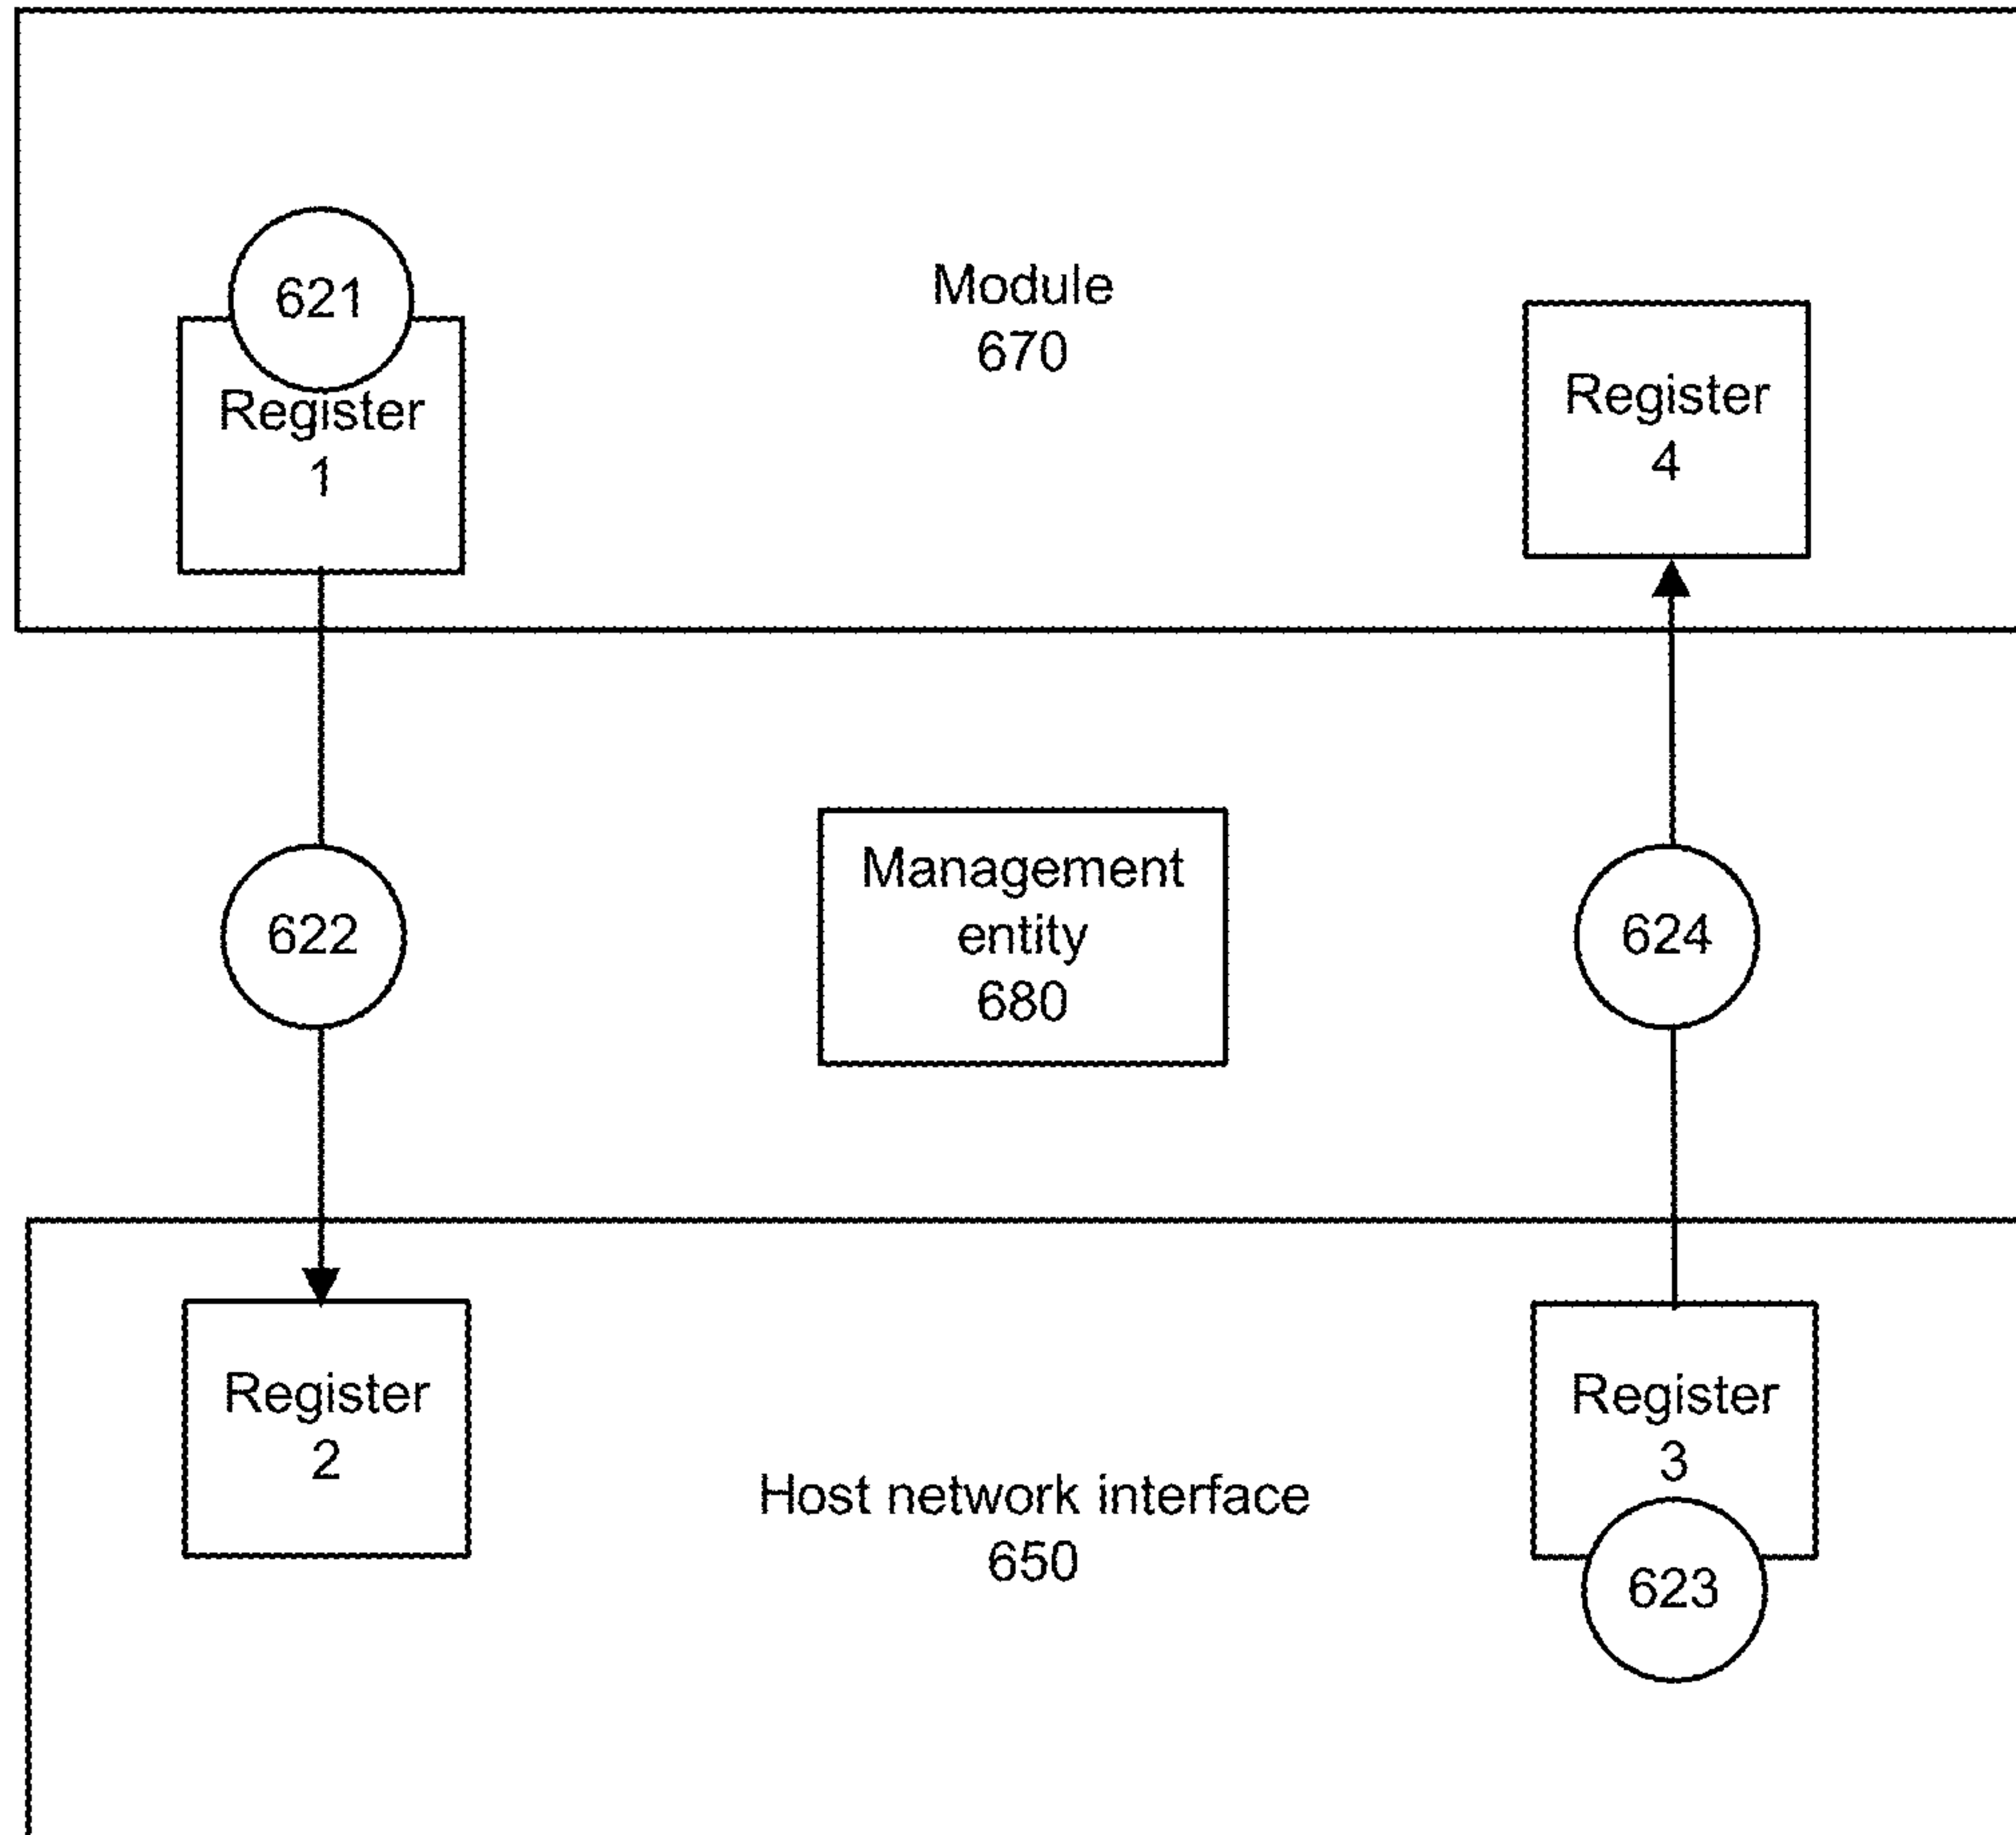 621
Register
1
Module
670
Register
4
622
Management
entity
680
624
Register
2
Host network interface
650
Register
3
623